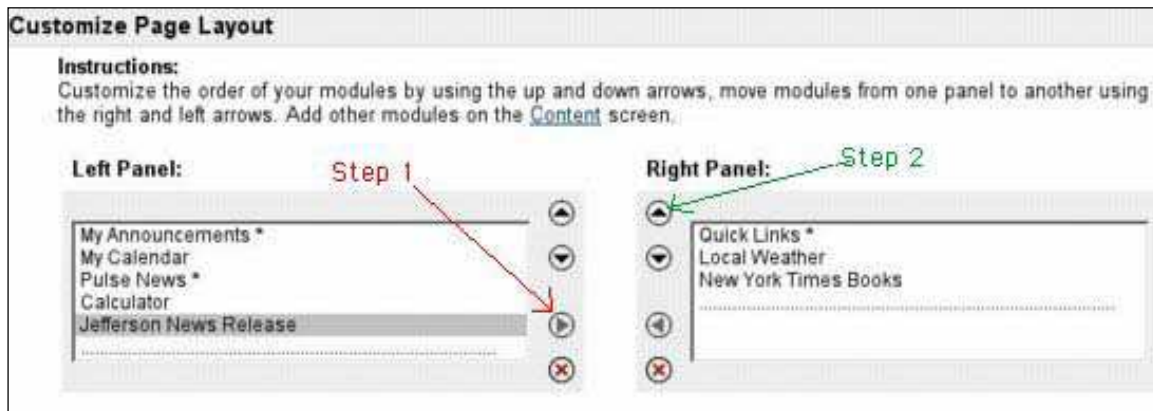 Customize Page Layout
Instructions:
Customize the order of your modules by using the up and down arrows, move modules from one panel to another using
the right and left arrows. Add other modules on the Content screen.
Left Panel:
Step 1
My Announcements *
My Calendar
Pulse News *
Calculator
Jefferson News Release
Right Panel:
Step 2
Quick Links *
Local Weather
New York Times Books